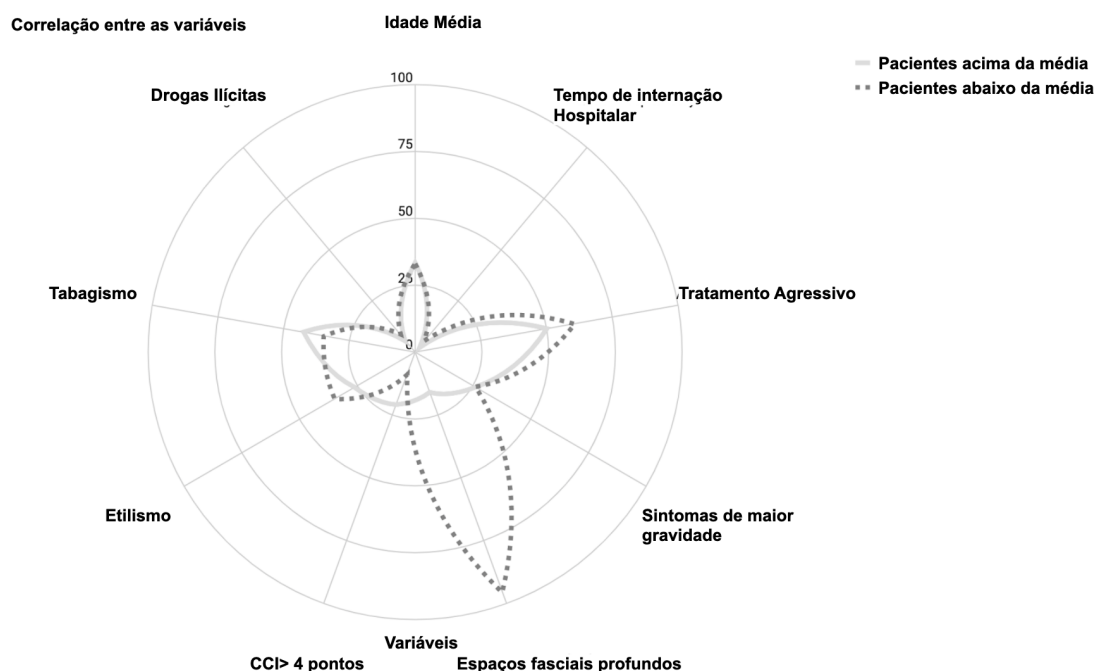 Correlação entre as variáveis
Idade Média
Pacientes acima da média
Pacientes abaixo da média
Drogas Ilícitas
Tempo de internação
Hospitalar
100
75
50
25
0
Tabagismo
Tratamento Agressivo
Etilismo
Sintomas de maior
gravidade
Variáveis
CCI> 4 pontos
Espaços fasciais profundos